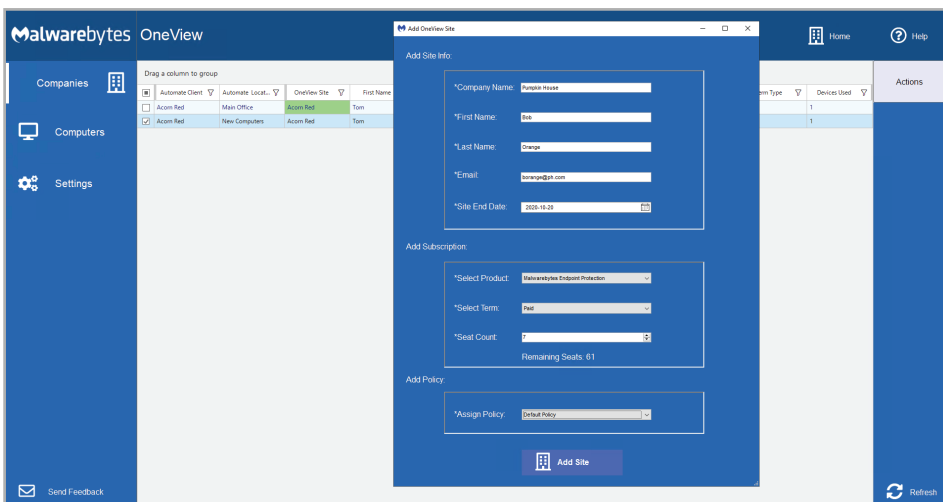 Malwarebytes OneView
Add OneView Site
Home
Help
Companies
Computers
Settings
Send Feedback
Drag a column to group
Automate Client Automate Locat... OneView Site First Name
erm Type Devices Used
Acorn Red Main Office Acorn Red Tom 1
Acorn Red New Computers Acorn Red Tom 1
Add Site Info:
*Company Name: Pumpkin House
*First Name: Bob
*Last Name: Orange
*Email: borange@ph.com
*Site End Date: 2020-10-20
Add Subscription:
*Select Product: Malwarebytes Endpoint Protection
*Select Term: Paid
*Seat Count: 7
Remaining Seats: 61
Add Policy:
*Assign Policy: Default Policy
Add Site
Actions
Refresh